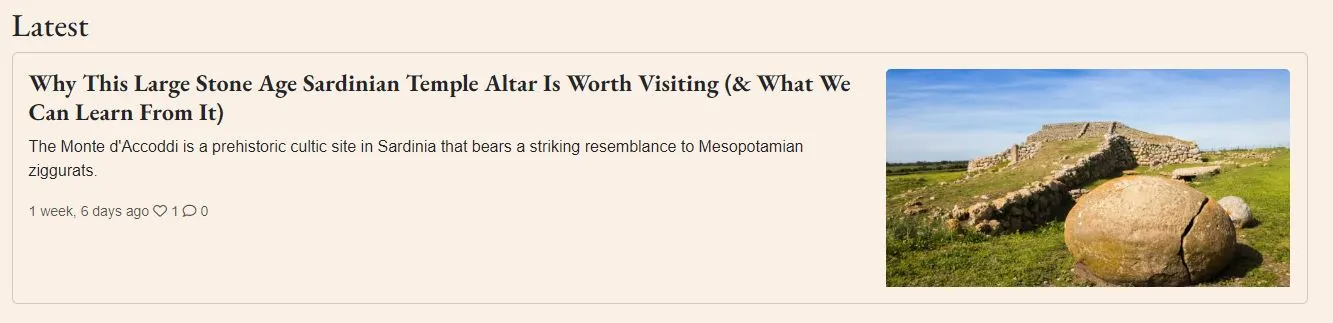 Latest
Why This Large Stone Age Sardinian Temple Altar Is Worth Visiting (& What We
Can Learn From It)
The Monte d'Accoddi is a prehistoric cultic site in Sardinia that bears a striking resemblance to Mesopotamian
ziggurats.
1 week, 6 days ago 1 0